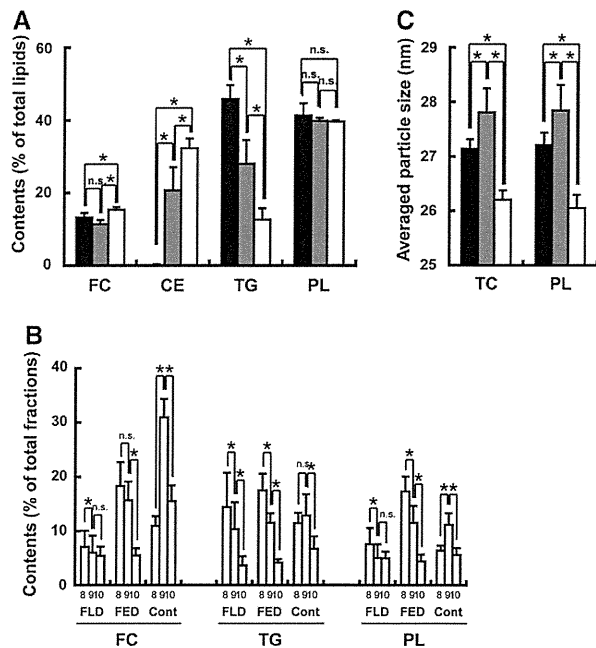 A
Contents (% of total lipids)
60
40
20
0
*
n.s.
*
*
*
*
*
*
*
n.s.
n.s.
n.s.
FC CE TG PL
C
Averaged particle size (nm)
29
28
27
26
25
*
* *
*
* *
TC PL
B
Contents (% of total fractions)
40
30
20
10
0
*
n.s.
n.s.
*
**
*
*
*
*
n.s.
*
*
n.s.
*
*
**
8 9 10 8 9 10 8 9 10 8 9 10 8 9 10 8 9 10 8 9 10 8 9 10 8 9 10
FLD FED Cont FLD FED Cont FLD FED Cont
FC TG PL